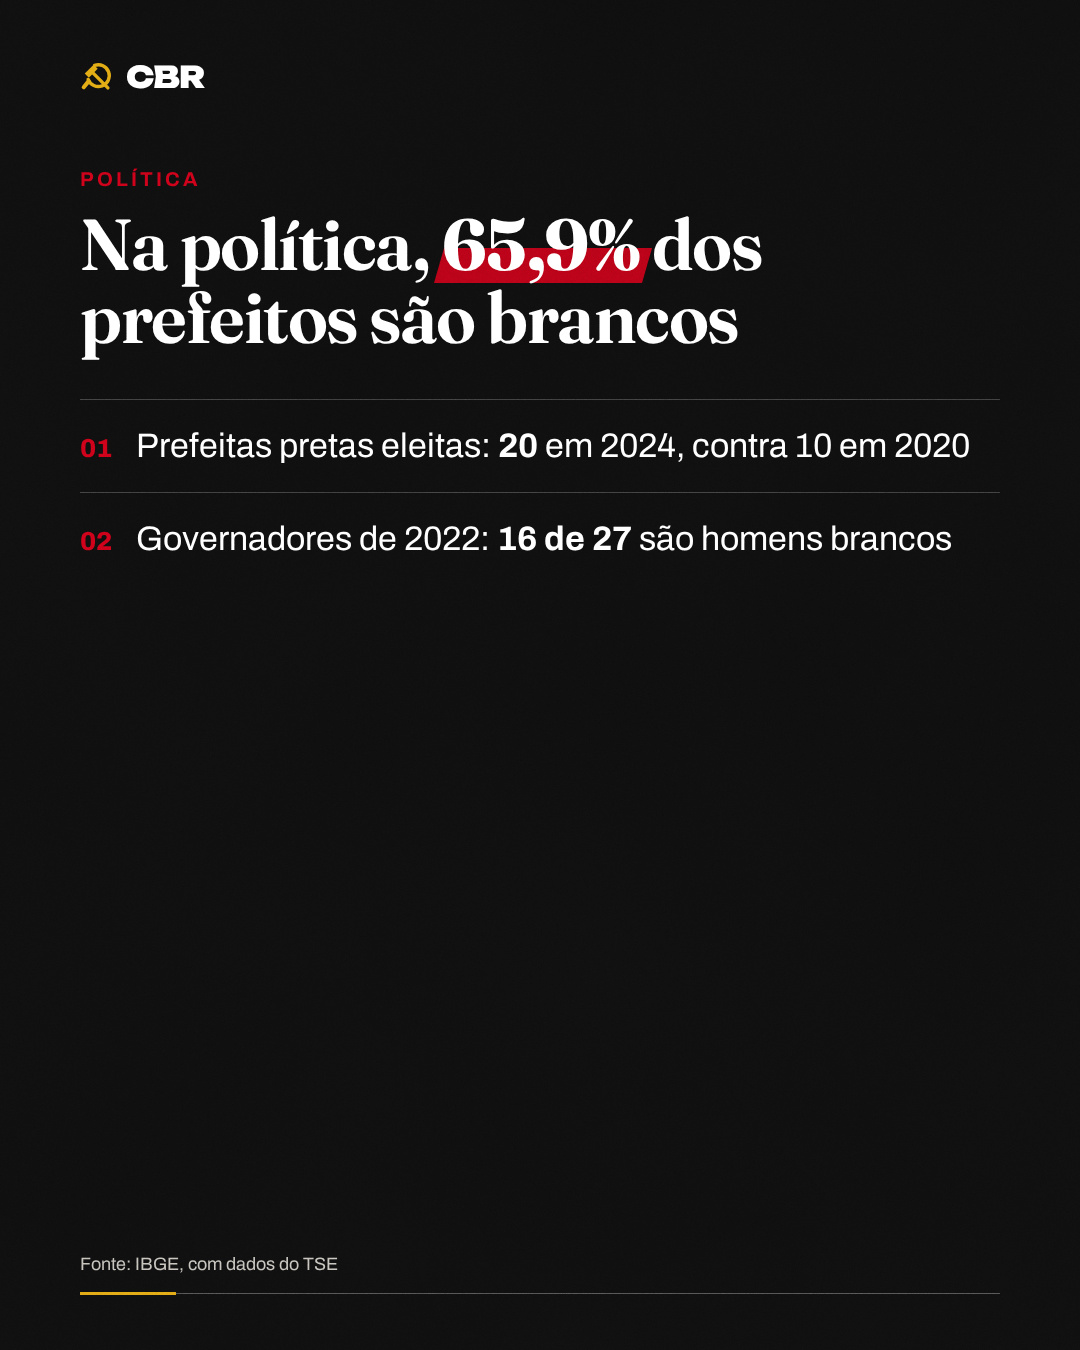 CBR
POLÍTICA
Na política, 65,9% dos
prefeitos são brancos
01 Prefeitas pretas eleitas: 20 em 2024, contra 10 em 2020
02 Governadores de 2022: 16 de 27 são homens brancos
Fonte: IBGE, com dados do TSE